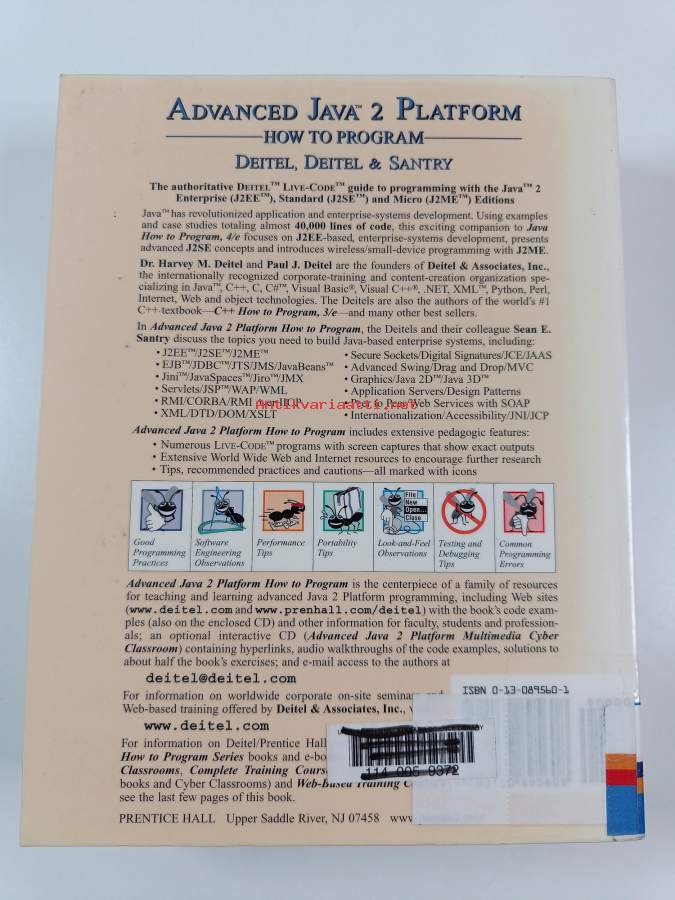 ADVANCED JAVA™ 2 PLATFORM
HOW TO PROGRAM
DEITEL, DEITEL & SANTRY
The authoritative DEITEL™ LIVE-CODE™ guide to programming with the Java™ 2
Enterprise (J2EE™), Standard (J2SE™) and Micro (J2ME™) Editions
Java™ has revolutionized application and enterprise-systems development. Using examples
and case studies totaling almost 40,000 lines of code, this exciting companion to Java
How to Program, 4/e focuses on J2EE-based, enterprise-systems development, presents
advanced J2SE concepts and introduces wireless/small-device programming with J2ME.
Dr. Harvey M. Deitel and Paul J. Deitel are the founders of Deitel & Associates, Inc.,
the internationally recognized corporate-training and content-creation organization spe-
cializing in Java™, C++, C, C#™, Visual Basic®, Visual C++®, .NET, XML™, Python, Perl,
Internet, Web and object technologies. The Deitels are also the authors of the world's #1
C++ textbook—C++ How to Program, 3/e—and many other best sellers.
In Advanced Java 2 Platform How to Program, the Deitels and their colleague Sean E.
Santry discuss the topics you need to build Java-based enterprise systems, including:
• J2EE™/J2SE™/J2ME™
• EJB™/JDBC™/JTS/JMS/JavaBeans™
• Jini™/JavaSpaces™/Jiro™/JMX
• Servlets/JSP™/WAP/WML
• RMI/CORBA/RMI over IIOP
• XML/DTD/DOM/XSLT
• Secure Sockets/Digital Signatures/JCE/JAAS
• Advanced Swing/Drag and Drop/MVC
• Graphics/Java 2D™/Java 3D™
• Application Servers/Design Patterns
• Peer to Peer/Web Services with SOAP
• Internationalization/Accessibility/JNI/JCP
Antikvariaatti.net
Advanced Java 2 Platform How to Program includes extensive pedagogic features:
• Numerous LIVE-CODE™ programs with screen captures that show exact outputs
• Extensive World Wide Web and Internet resources to encourage further research
• Tips, recommended practices and cautions—all marked with icons
File
New
Open...
Close
Good Programming Practices
Software Engineering Observations
Performance Tips
Portability Tips
Look-and-Feel Observations
Testing and Debugging Tips
Common Programming Errors
Advanced Java 2 Platform How to Program is the centerpiece of a family of resources
for teaching and learning advanced Java 2 Platform programming, including Web sites
(www.deitel.com and www.prenhall.com/deitel) with the book's code exam-
ples (also on the enclosed CD) and other information for faculty, students and profession-
als; an optional interactive CD (Advanced Java 2 Platform Multimedia Cyber
Classroom) containing hyperlinks, audio walkthroughs of the code examples, solutions to
about half the book's exercises; and e-mail access to the authors at
deitel@deitel.com
For information on worldwide corporate on-site seminars and
Web-based training offered by Deitel & Associates, Inc.,
www.deitel.com
For information on Deitel/Prentice Hall
How to Program Series books and
Classrooms, Complete Training
books and Cyber Classrooms) and Web-Based Training
see the last few pages of this book.
PRENTICE HALL Upper Saddle River, NJ 07458
ISBN 0-13-089560-1
114 005 9372